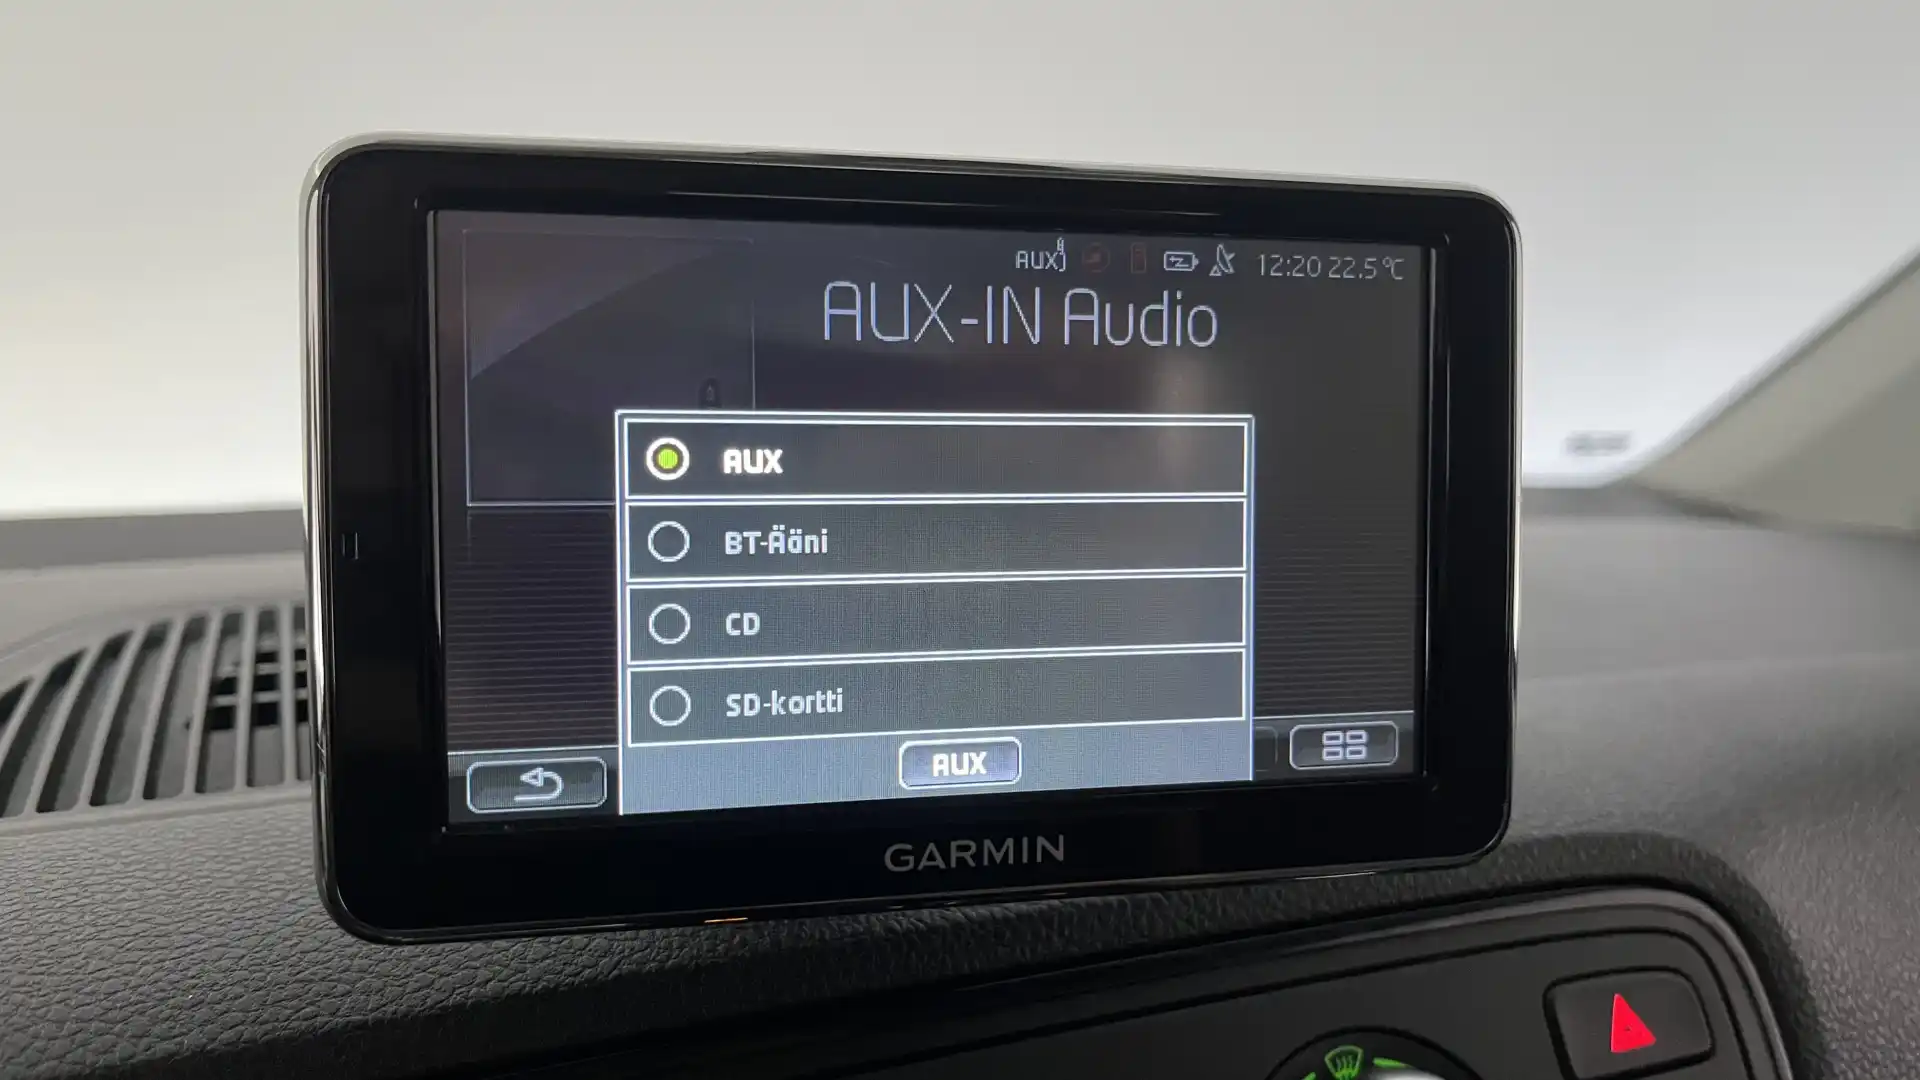 AUX 12:20 22.5°C
AUX-IN Audio
AUX
BT-Ääni
CD
SD-kortti
AUX
GARMIN